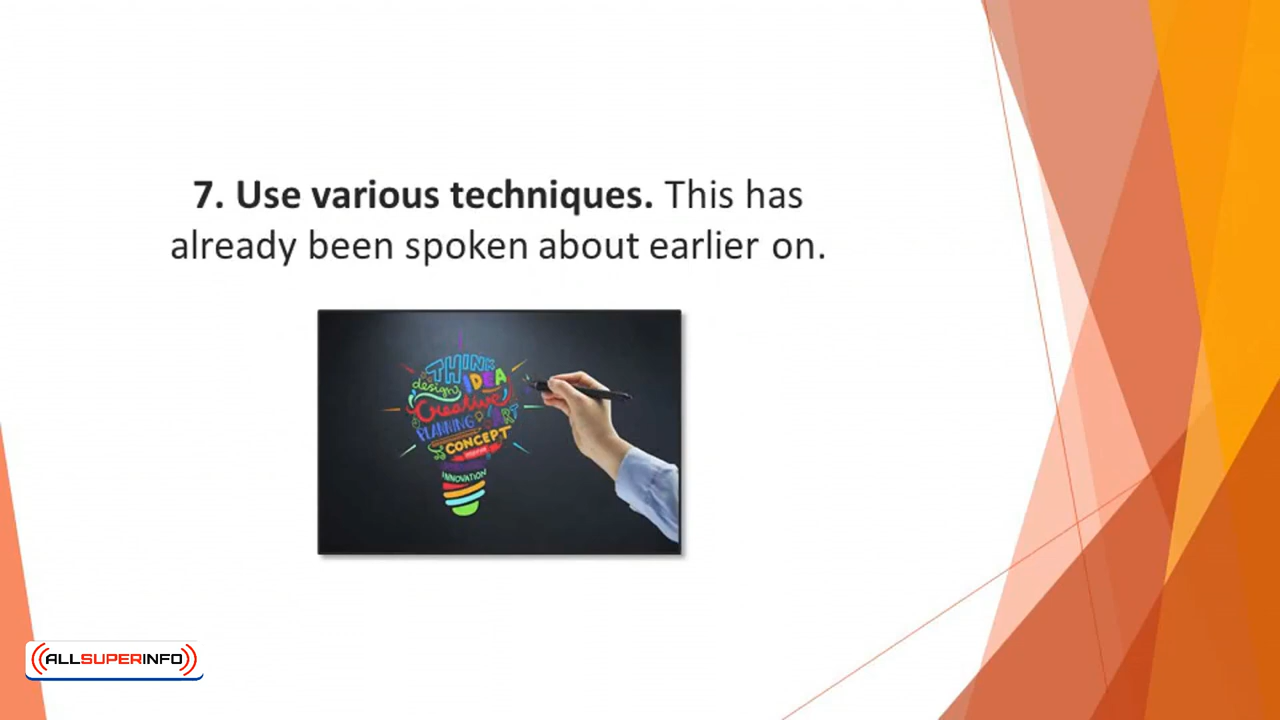 7. Use various techniques. This has
already been spoken about earlier on.
THINK
design IDEA
Creative
PLANNING ART
CONCEPT
INNOVATION
ALLSUPERINFO